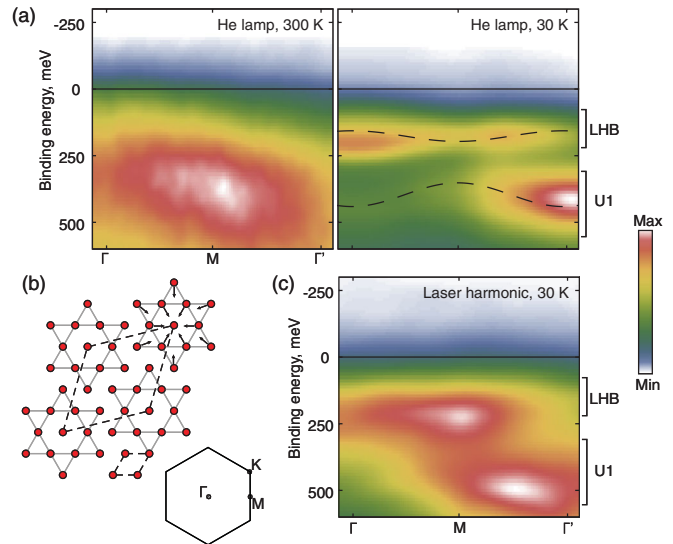 (a)
He lamp, 300 K
He lamp, 30 K
Binding energy, meV
-250
0
250
500
Γ
M
Γ'
LHB
U1
Max
Min
(b)
K
Γ
M
(c)
Laser harmonic, 30 K
Binding energy, meV
-250
0
250
500
Γ
M
Γ'
LHB
U1